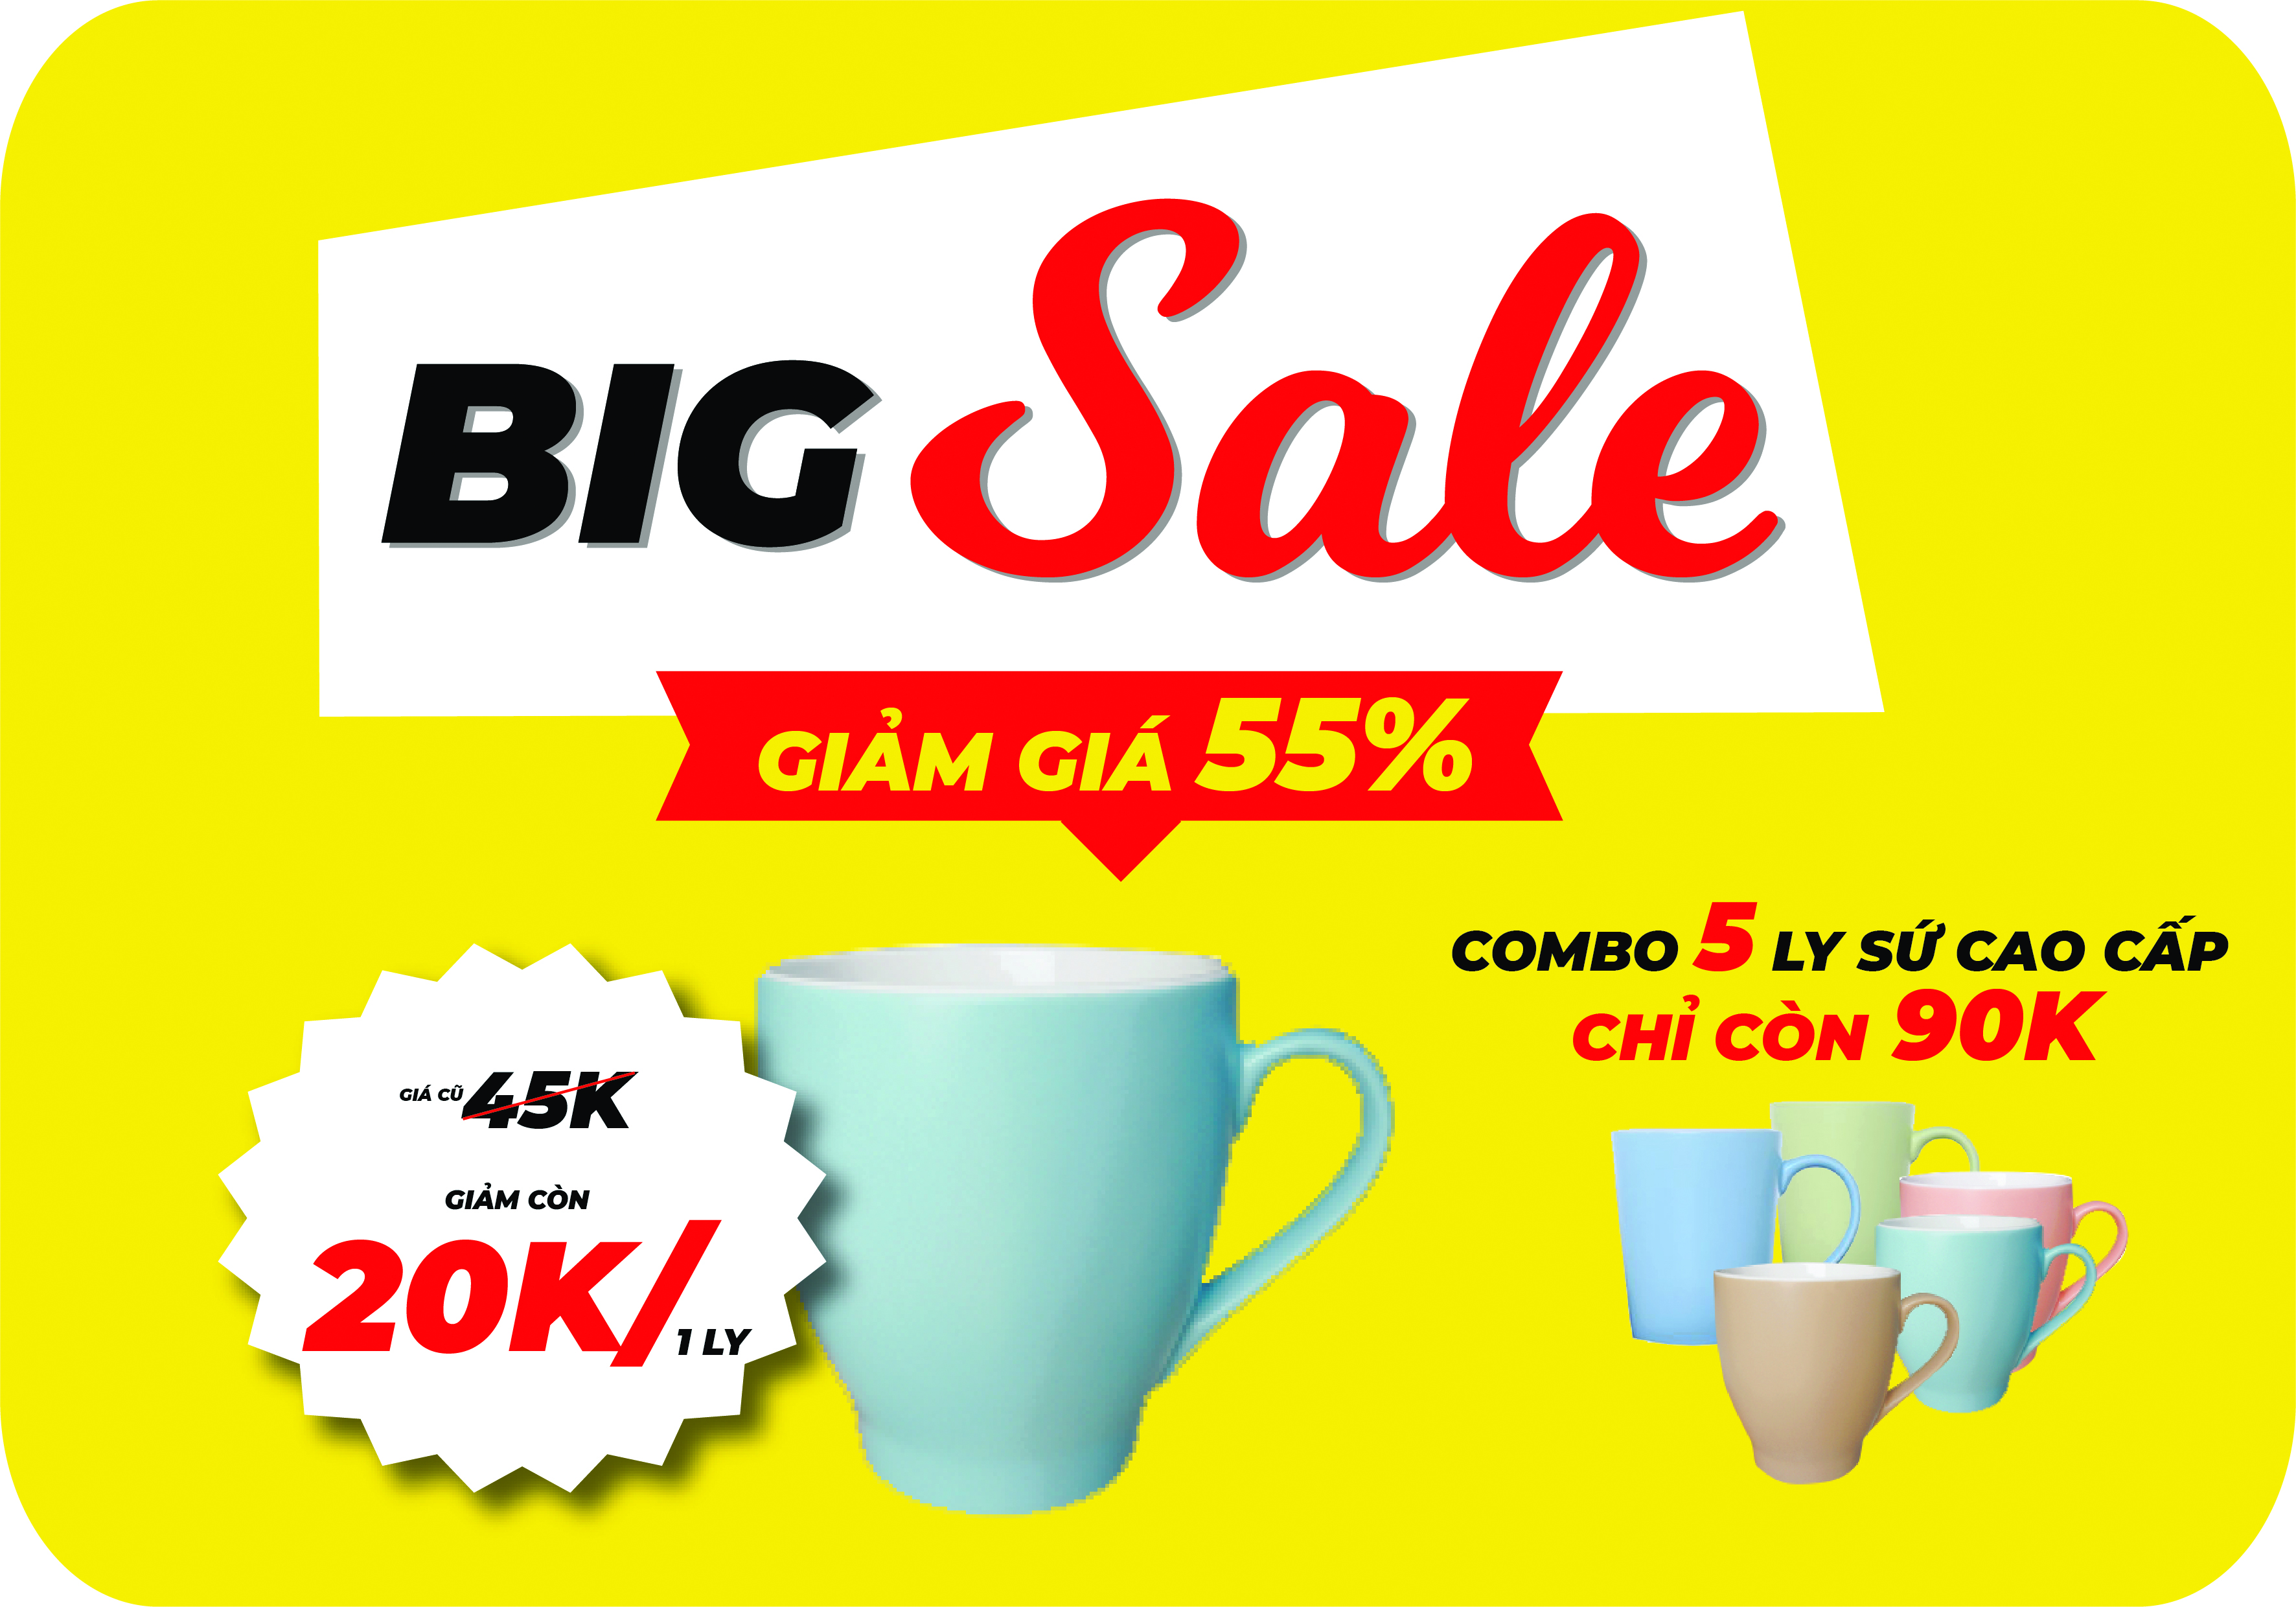 BIG Sale
GIẢM GIÁ 55%
COMBO 5 LY SỨ CAO CẤP
CHỈ CÒN 90K
GIÁ CŨ 45K
GIẢM CÒN
20K/1 LY